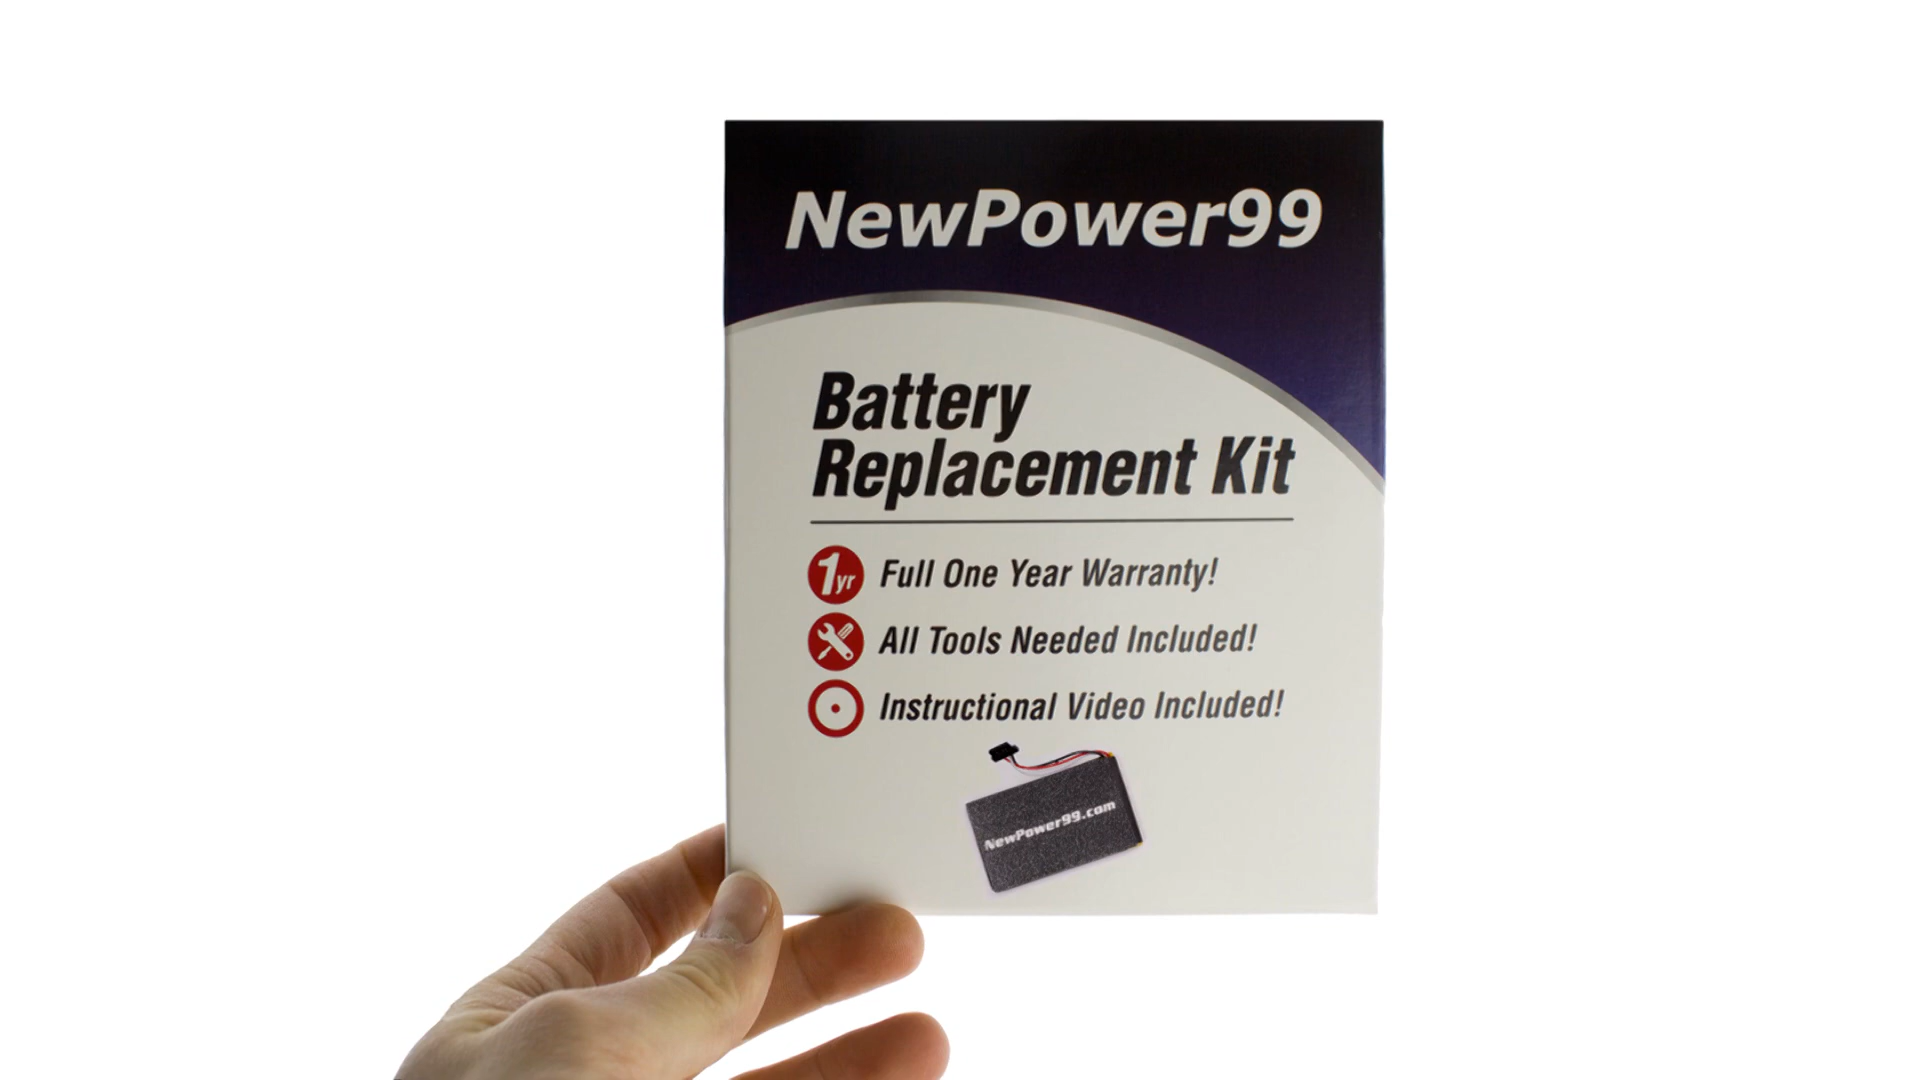 NewPower99
Battery
Replacement Kit
1yr Full One Year Warranty!
All Tools Needed Included!
Instructional Video Included!
NewPower99.com